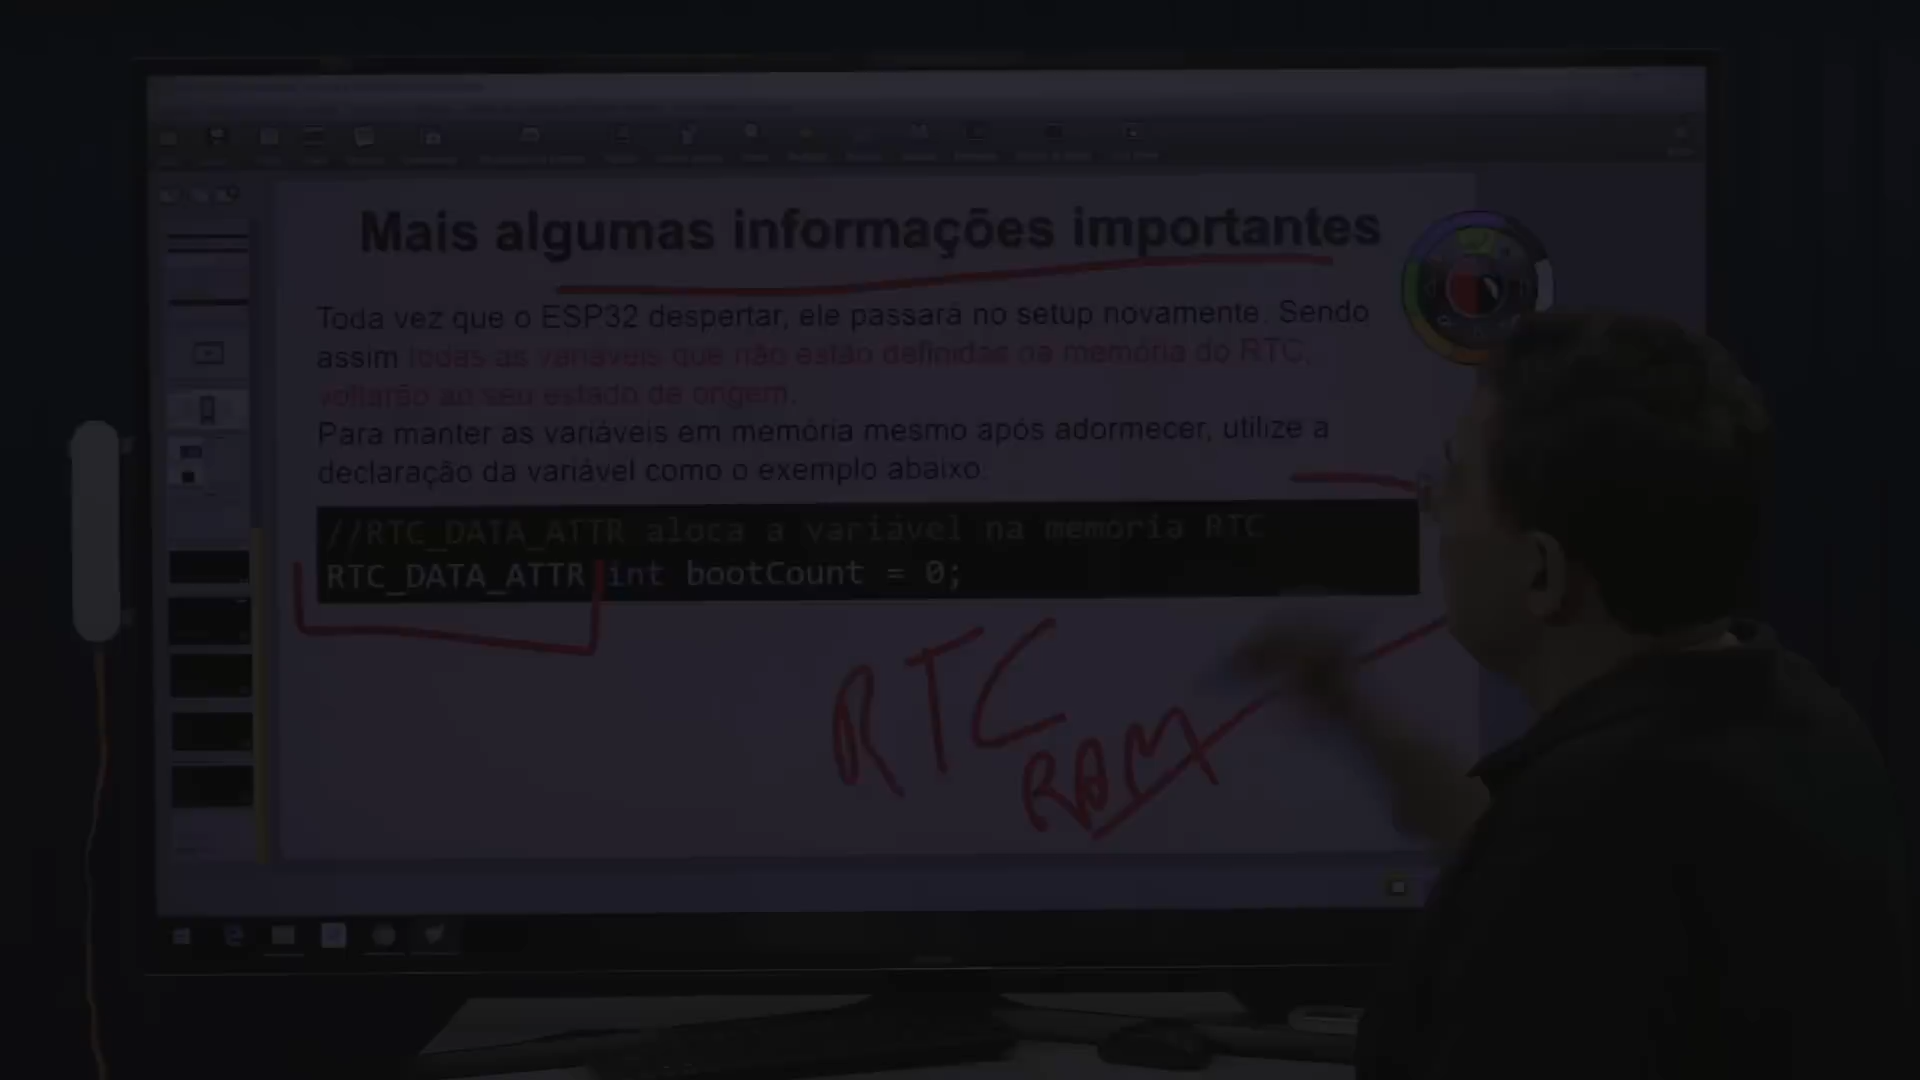 Mais algumas informações importantes
Toda vez que o ESP32 despertar, ele passará no setup novamente. Sendo
assim todas as variáveis que não estão definidas na memória do RTC,
voltarão ao seu estado de origem.
Para manter as variáveis em memória mesmo após adormecer, utilize a
declaração da variável como o exemplo abaixo:
//RTC_DATA_ATTR aloca a variável na memória RTC
RTC_DATA_ATTR int bootCount = 0;
RTC
RAM